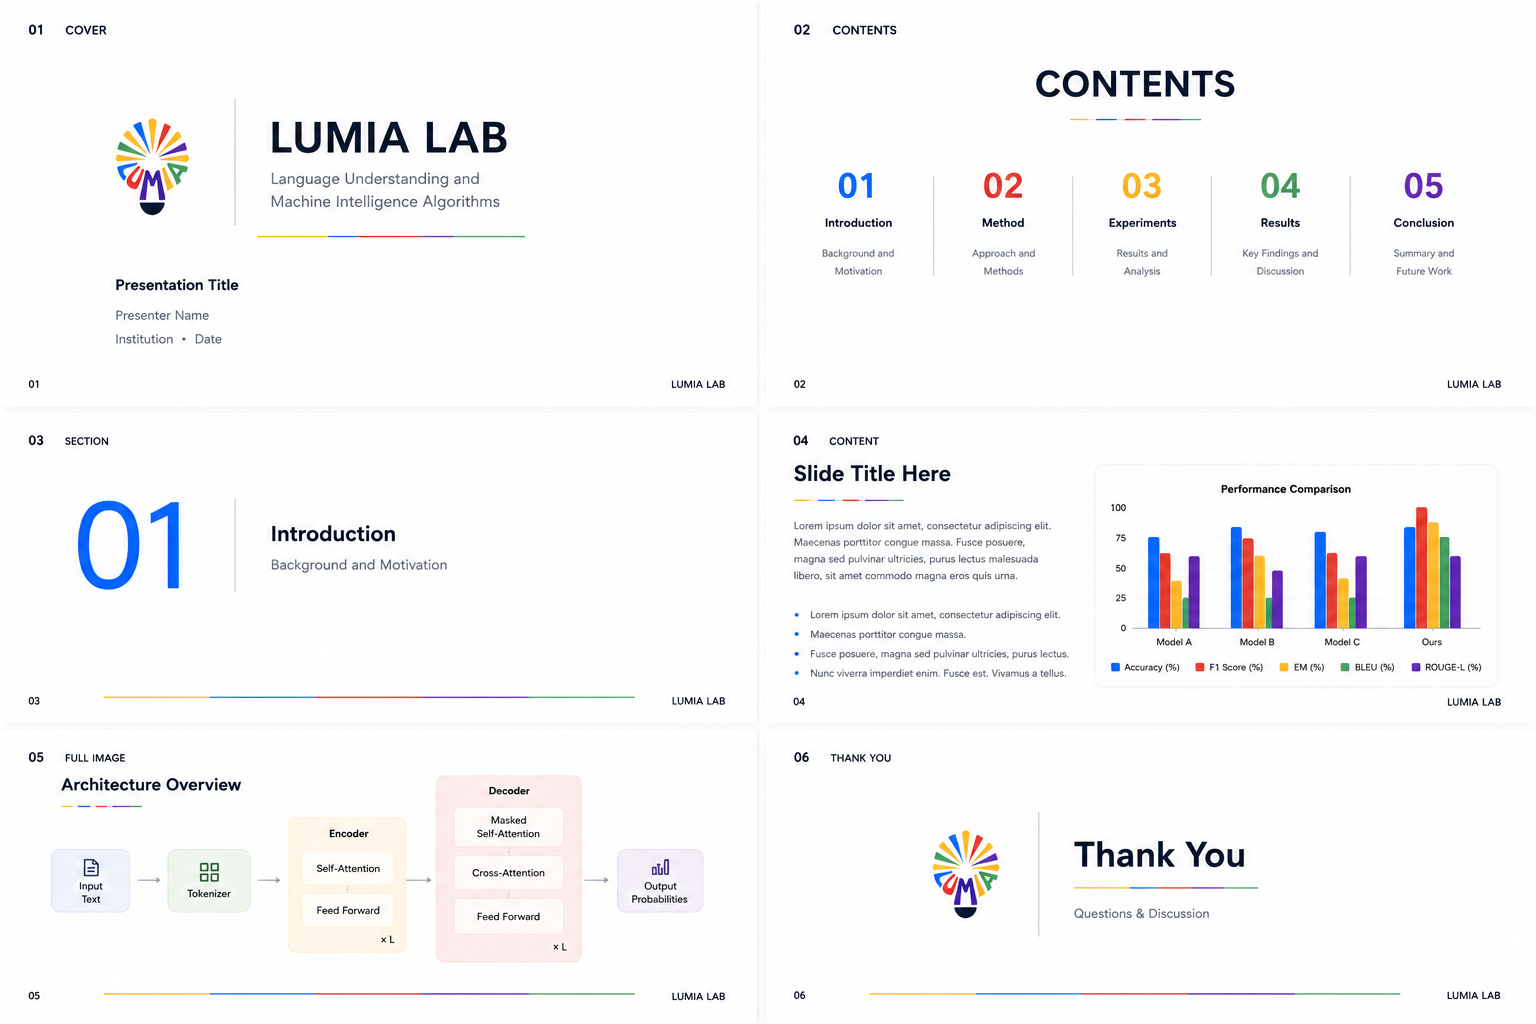 01 COVER
LUMA
LUMIA LAB
Language Understanding and
Machine Intelligence Algorithms
Presentation Title
Presenter Name
Institution • Date
01
LUMIA LAB
02 CONTENTS
CONTENTS
01
Introduction
Background and
Motivation
02
Method
Approach and
Methods
03
Experiments
Results and
Analysis
04
Results
Key Findings and
Discussion
05
Conclusion
Summary and
Future Work
02
LUMIA LAB
03 SECTION
01
Introduction
Background and Motivation
03
LUMIA LAB
04 CONTENT
Slide Title Here
Lorem ipsum dolor sit amet, consectetur adipiscing elit.
Maecenas porttitor congue massa. Fusce posuere,
magna sed pulvinar ultricies, purus lectus malesuada
libero, sit amet commodo magna eros quis urna.
• Lorem ipsum dolor sit amet, consectetur adipiscing elit.
• Maecenas porttitor congue massa.
• Fusce posuere, magna sed pulvinar ultricies, purus lectus.
• Nunc viverra imperdiet enim. Fusce est. Vivamus a tellus.
Performance Comparison
100
75
50
25
0
Model A
Model B
Model C
Ours
Accuracy (%)
F1 Score (%)
EM (%)
BLEU (%)
ROUGE-L (%)
04
LUMIA LAB
05 FULL IMAGE
Architecture Overview
Input
Text
Tokenizer
Encoder
Self-Attention
Feed Forward
× L
Decoder
Masked
Self-Attention
Cross-Attention
Feed Forward
× L
Output
Probabilities
05
LUMIA LAB
06 THANK YOU
LUMA
Thank You
Questions & Discussion
06
LUMIA LAB